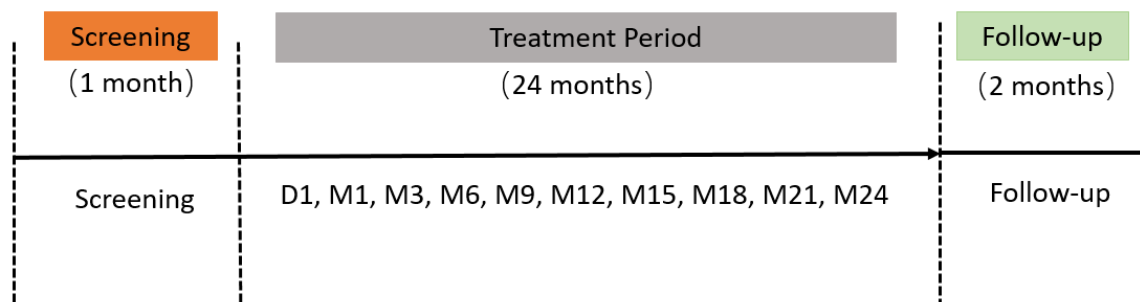 Screening
Treatment Period
Follow-up
（1 month）
（24 months）
（2 months）
Screening
D1, M1, M3, M6, M9, M12, M15, M18, M21, M24
Follow-up